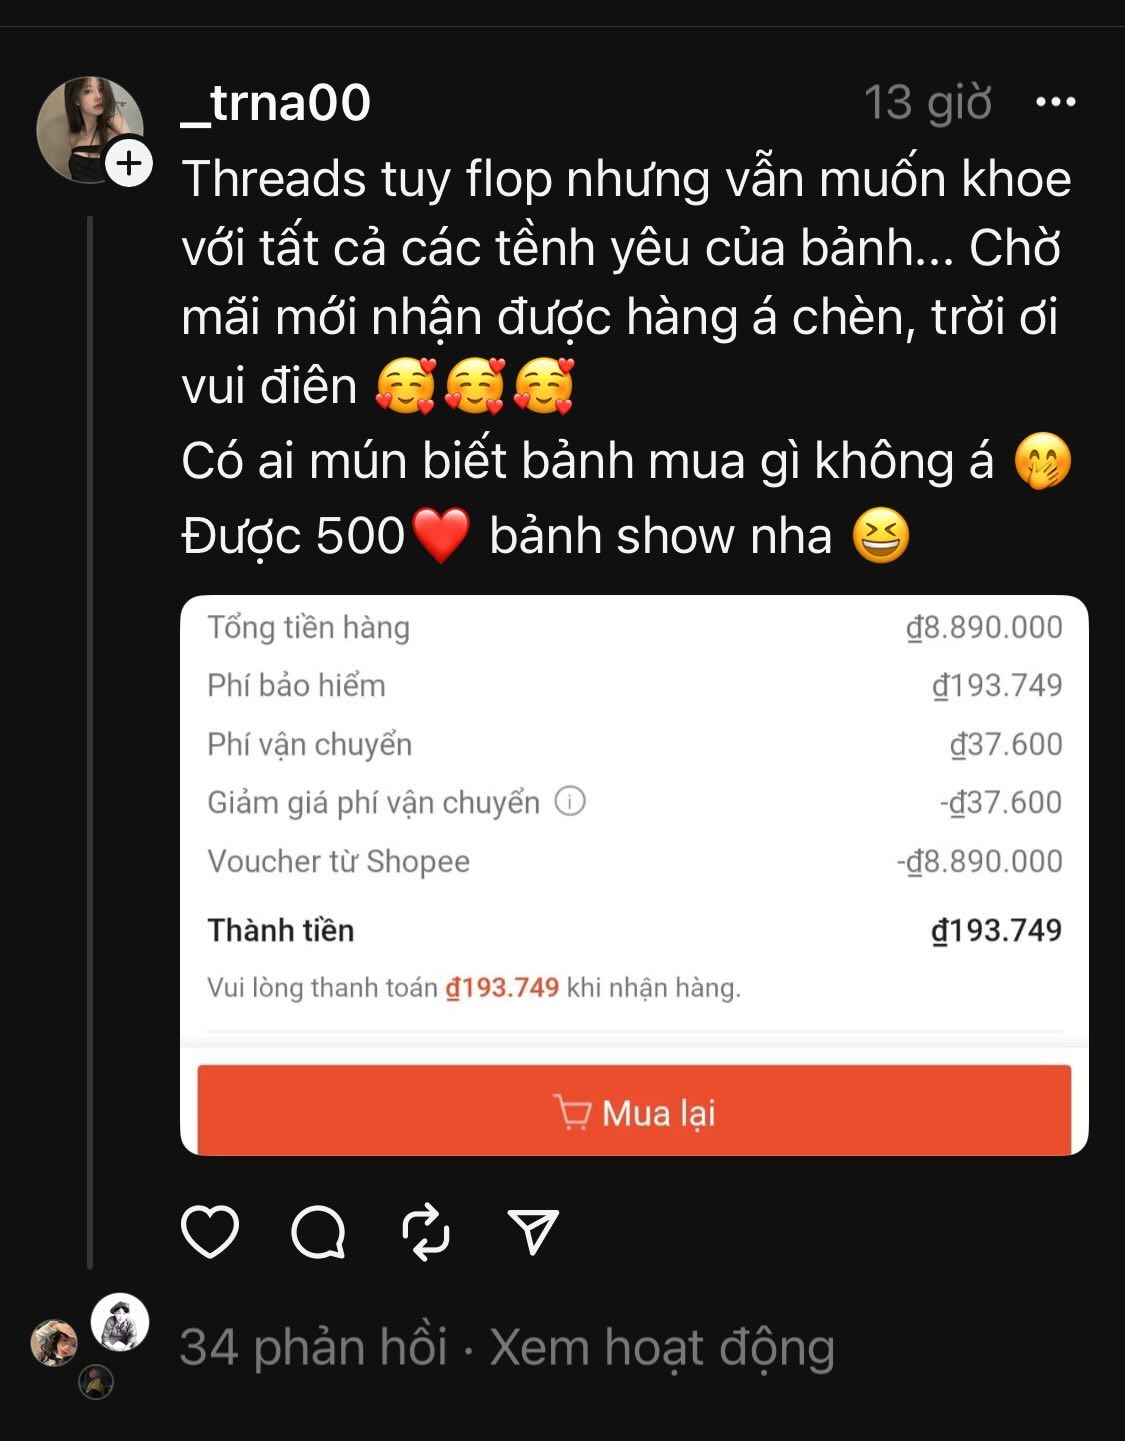 _trna00 13 giờ
Threads tuy flop nhưng vẫn muốn khoe
với tất cả các tềnh yêu của bảnh... Chờ
mãi mới nhận được hàng á chèn, trời ơi
vui điên 🥰🥰🥰
Có ai mún biết bảnh mua gì không á 🤭
Được 500❤️ bảnh show nha 😆
Tổng tiền hàng ₫8.890.000
Phí bảo hiểm ₫193.749
Phí vận chuyển ₫37.600
Giảm giá phí vận chuyển -₫37.600
Voucher từ Shopee -₫8.890.000
Thành tiền ₫193.749
Vui lòng thanh toán ₫193.749 khi nhận hàng.
Mua lại
34 phản hồi · Xem hoạt động